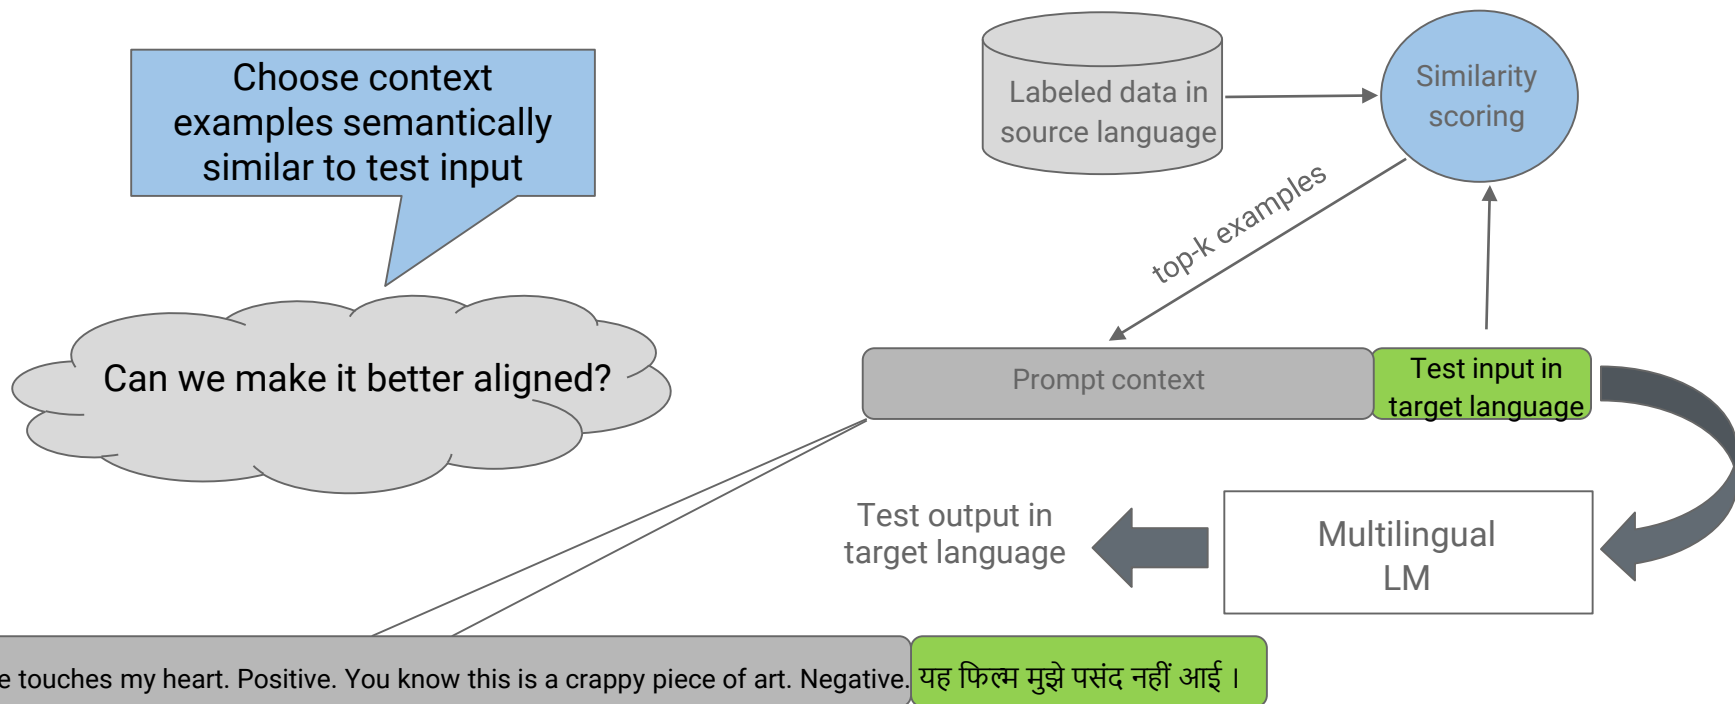 Choose context
examples semantically
similar to test input
Can we make it better aligned?
Labeled data in
source language
Similarity
scoring
top-k examples
Prompt context
Test input in
target language
Multilingual
LM
Test output in
target language
e touches my heart. Positive. You know this is a crappy piece of art. Negative. यह फिल्म मुझे पसंद नहीं आई ।